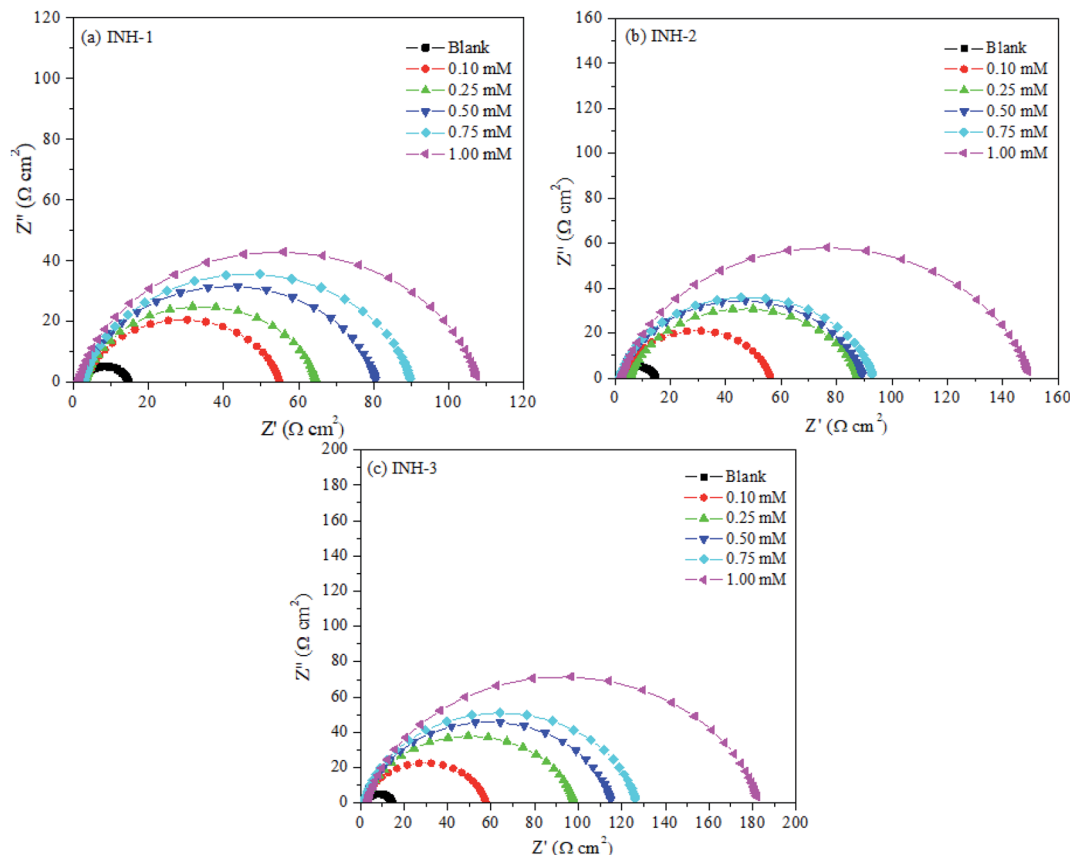 (a) INH-1
Blank
0.10 mM
0.25 mM
0.50 mM
0.75 mM
1.00 mM
120
100
80
60
40
20
0
Z'' (Ω cm²)
0 20 40 60 80 100 120
Z' (Ω cm²)
(b) INH-2
Blank
0.10 mM
0.25 mM
0.50 mM
0.75 mM
1.00 mM
160
140
120
100
80
60
40
20
0
Z'' (Ω cm²)
0 20 40 60 80 100 120 140 160
Z' (Ω cm²)
(c) INH-3
Blank
0.10 mM
0.25 mM
0.50 mM
0.75 mM
1.00 mM
200
180
160
140
120
100
80
60
40
20
0
Z'' (Ω cm²)
0 20 40 60 80 100 120 140 160 180 200
Z' (Ω cm²)